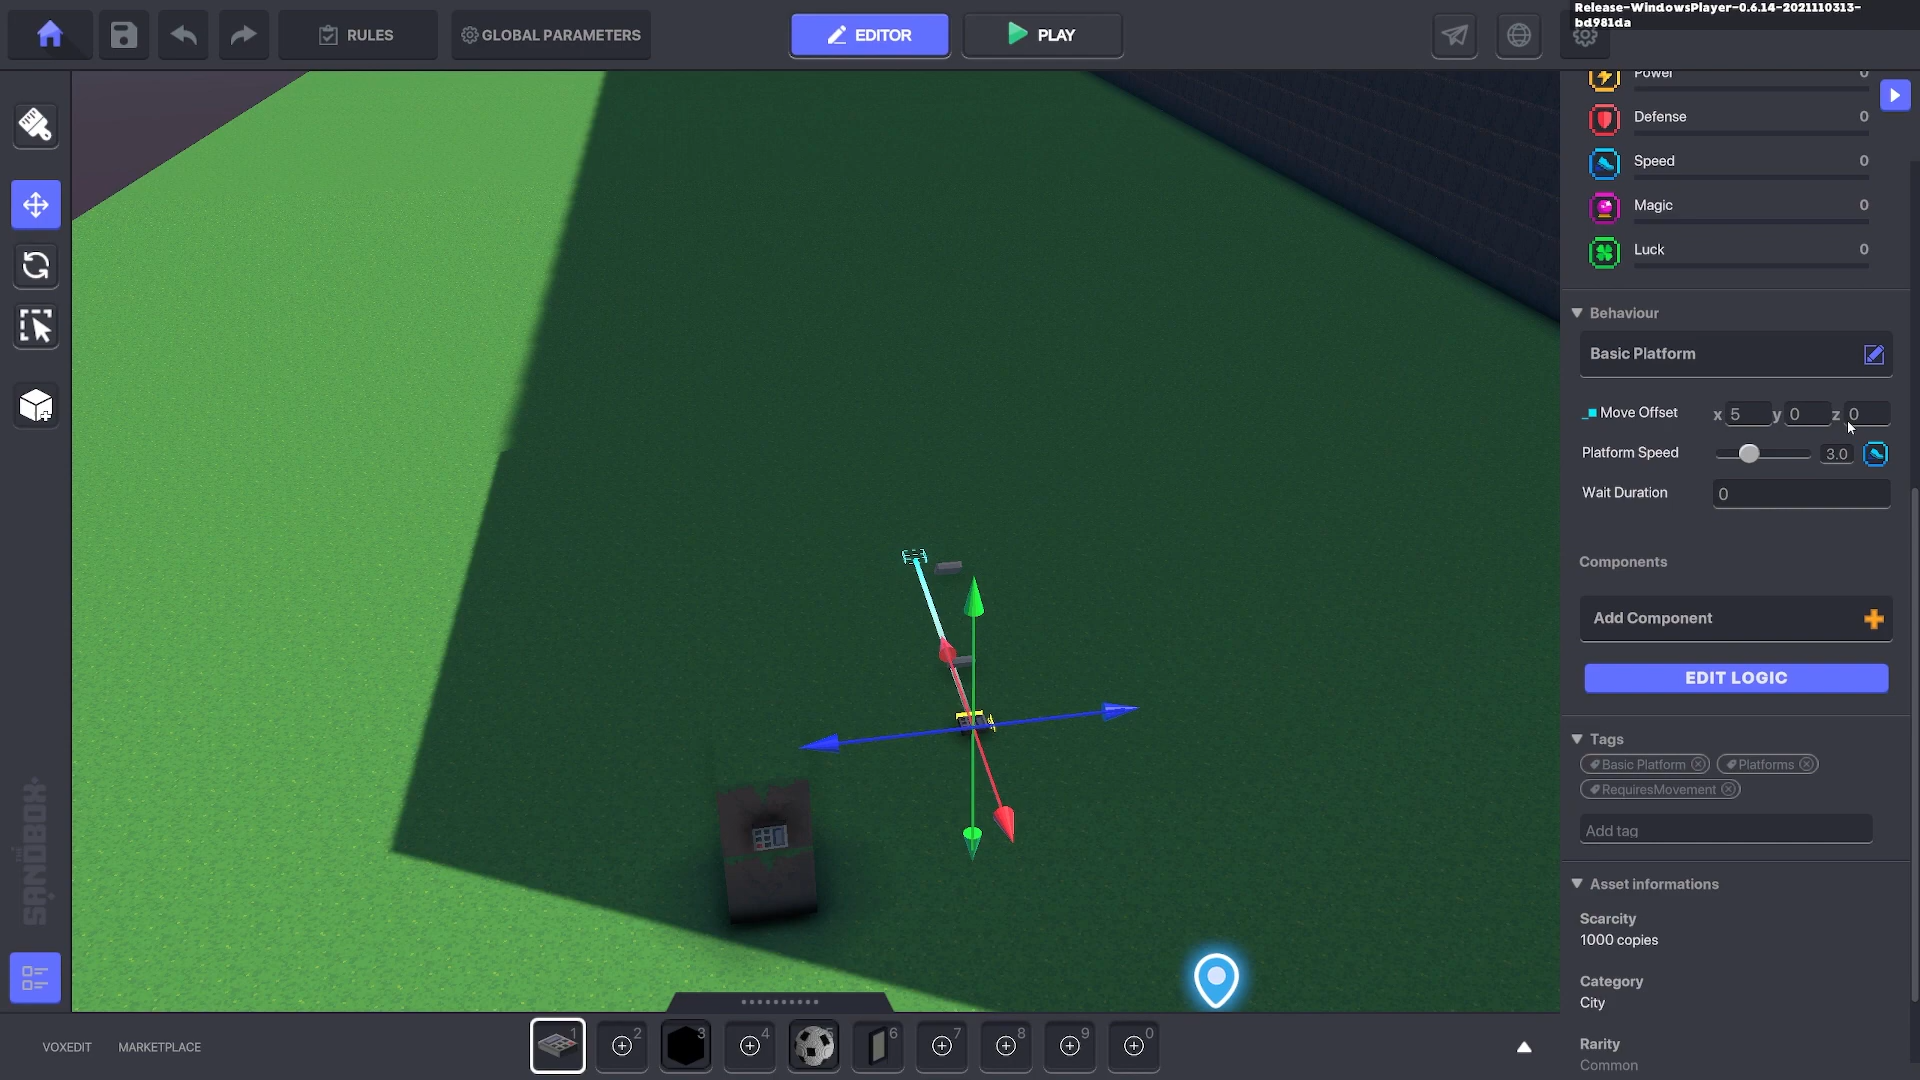 Release-WindowsPlayer-0.6.14-2021110313-
bd981da
RULES
GLOBAL PARAMETERS
EDITOR
PLAY
Power 0
Defense 0
Speed 0
Magic 0
Luck 0
Behaviour
Basic Platform
Move Offset x 5 y 0 z 0
Platform Speed 3.0
Wait Duration 0
Components
Add Component
EDIT LOGIC
Tags
Basic Platform
Platforms
RequiresMovement
Add tag
Asset informations
Scarcity
1000 copies
Category
City
Rarity
Common
THE SANDBOX
VOXEDIT
MARKETPLACE
1 2 3 4 5 6 7 8 9 0